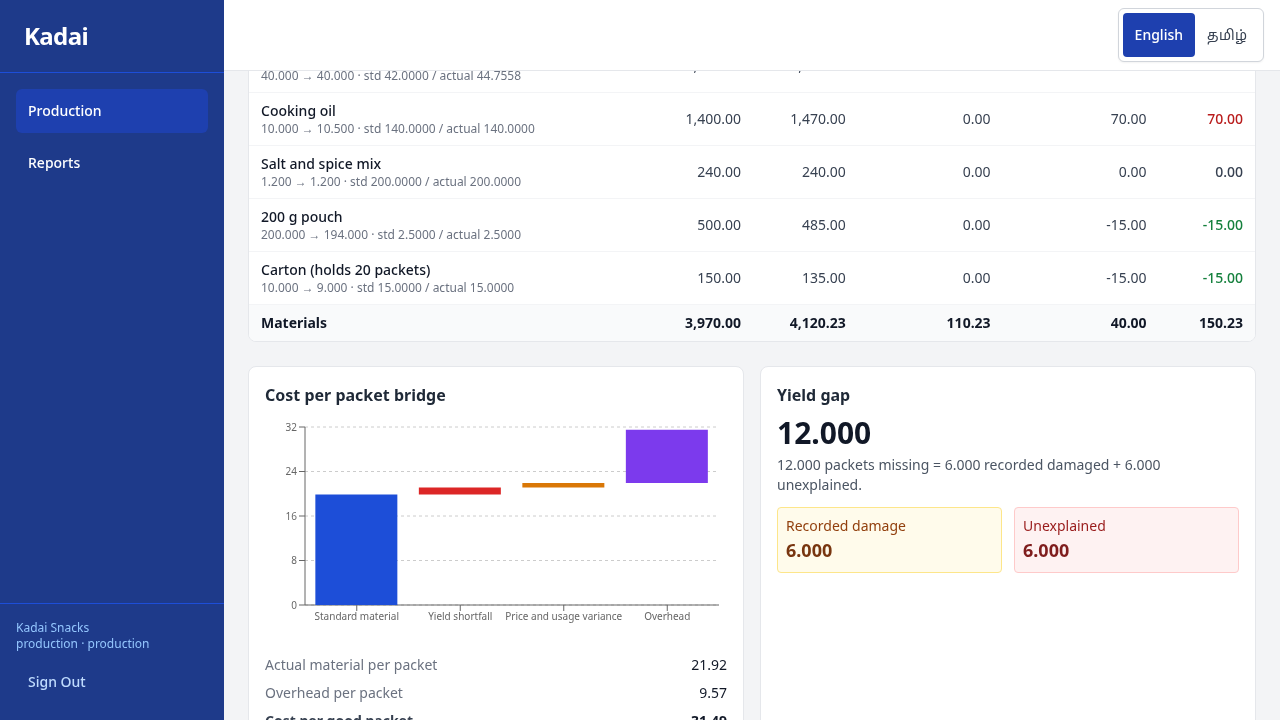 Kadai
English
தமிழ்
Production
Reports
40.000 → 40.000 · std 42.0000 / actual 44.7558
Cooking oil
10.000 → 10.500 · std 140.0000 / actual 140.0000
1,400.00 1,470.00 0.00 70.00 70.00
Salt and spice mix
1.200 → 1.200 · std 200.0000 / actual 200.0000
240.00 240.00 0.00 0.00 0.00
200 g pouch
200.000 → 194.000 · std 2.5000 / actual 2.5000
500.00 485.00 0.00 -15.00 -15.00
Carton (holds 20 packets)
10.000 → 9.000 · std 15.0000 / actual 15.0000
150.00 135.00 0.00 -15.00 -15.00
Materials 3,970.00 4,120.23 110.23 40.00 150.23
Cost per packet bridge
32
24
16
8
0
Standard material Yield shortfall Price and usage variance Overhead
Actual material per packet 21.92
Overhead per packet 9.57
Cost per good packet 31.49
Yield gap
12.000
12.000 packets missing = 6.000 recorded damaged + 6.000
unexplained.
Recorded damage
6.000
Unexplained
6.000
Kadai Snacks
production · production
Sign Out